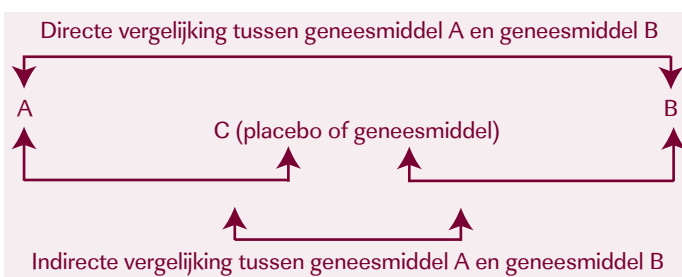 Directe vergelijking tussen geneesmiddel A en geneesmiddel B
A
B
C (placebo of geneesmiddel)
Indirecte vergelijking tussen geneesmiddel A en geneesmiddel B